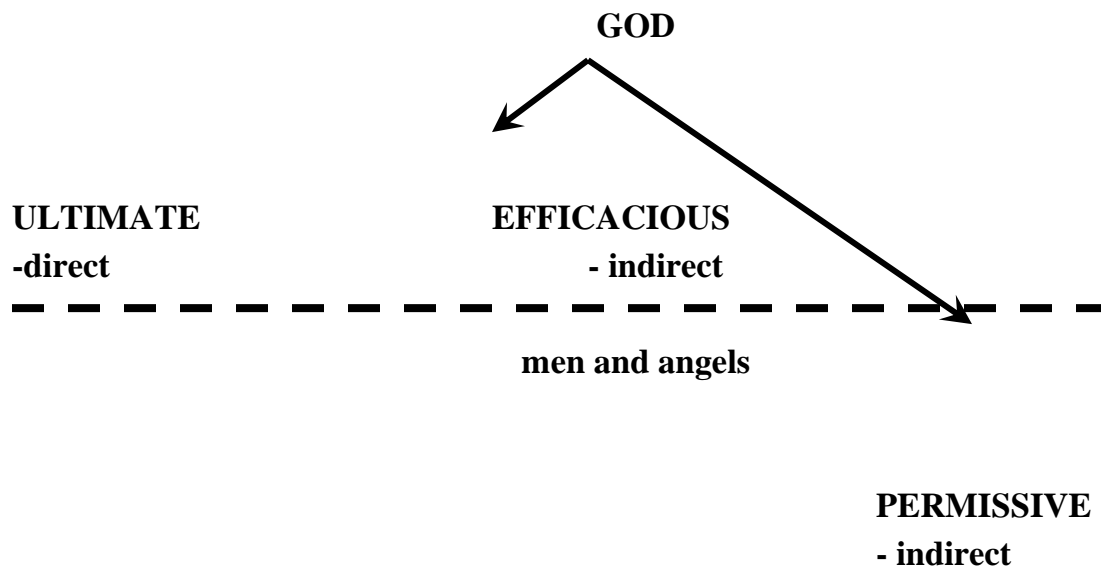 GOD
ULTIMATE
-direct
EFFICACIOUS
- indirect
men and angels
PERMISSIVE
- indirect